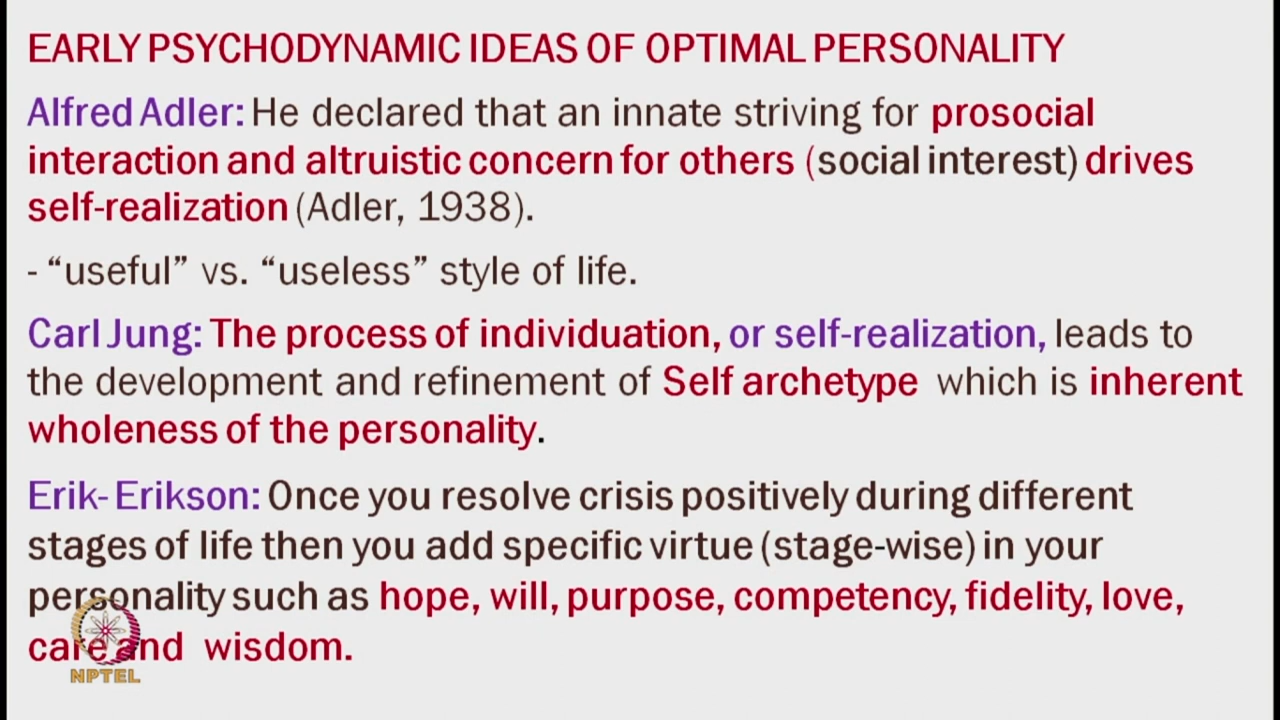 EARLY PSYCHODYNAMIC IDEAS OF OPTIMAL PERSONALITY
Alfred Adler: He declared that an innate striving for prosocial
interaction and altruistic concern for others (social interest) drives
self-realization (Adler, 1938).
- “useful” vs. “useless” style of life.
Carl Jung: The process of individuation, or self-realization, leads to
the development and refinement of Self archetype which is inherent
wholeness of the personality.
Erik- Erikson: Once you resolve crisis positively during different
stages of life then you add specific virtue (stage-wise) in your
personality such as hope, will, purpose, competency, fidelity, love,
care and wisdom.
NPTEL